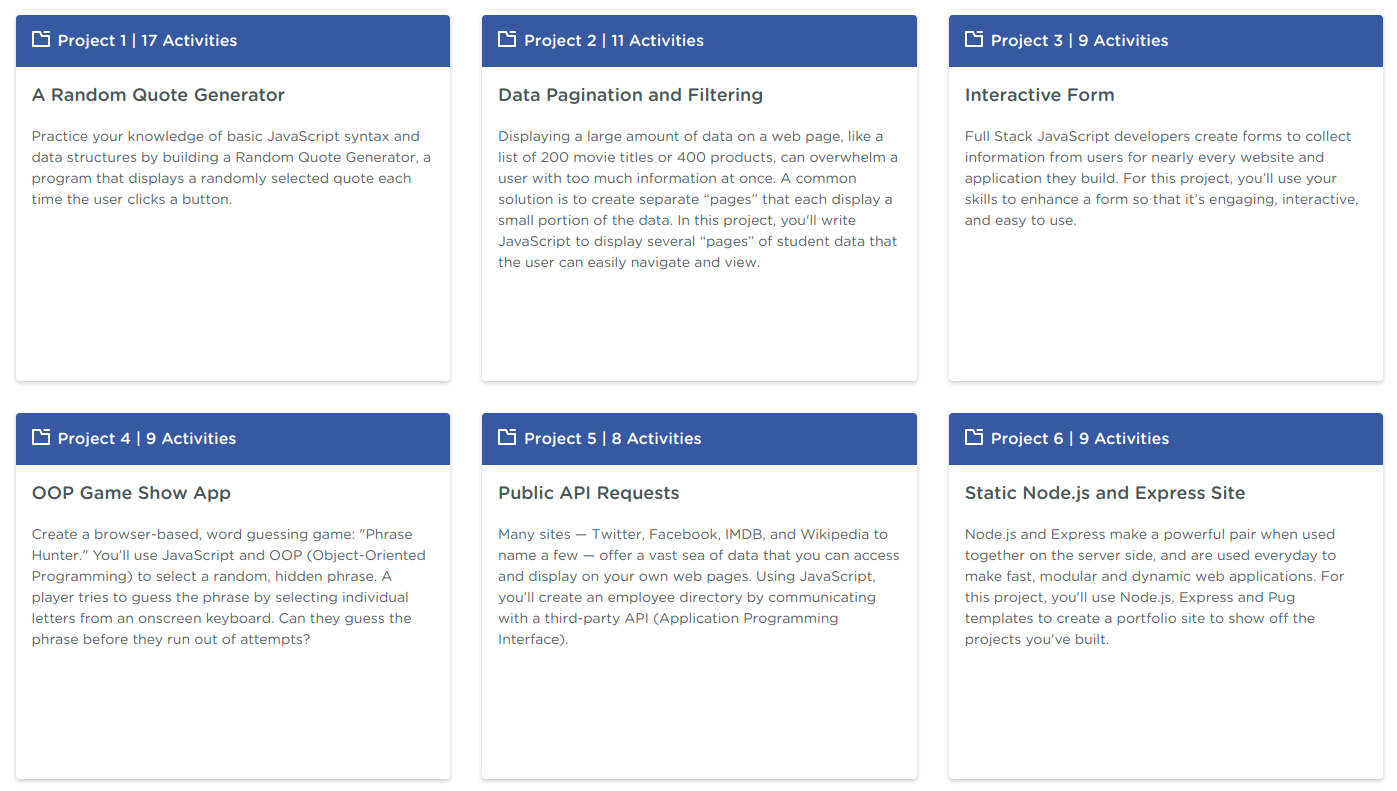 Project 1 | 17 Activities
A Random Quote Generator
Practice your knowledge of basic JavaScript syntax and
data structures by building a Random Quote Generator, a
program that displays a randomly selected quote each
time the user clicks a button.
Project 2 | 11 Activities
Data Pagination and Filtering
Displaying a large amount of data on a web page, like a
list of 200 movie titles or 400 products, can overwhelm a
user with too much information at once. A common
solution is to create separate “pages” that each display a
small portion of the data. In this project, you'll write
JavaScript to display several “pages” of student data that
the user can easily navigate and view.
Project 3 | 9 Activities
Interactive Form
Full Stack JavaScript developers create forms to collect
information from users for nearly every website and
application they build. For this project, you’ll use your
skills to enhance a form so that it’s engaging, interactive,
and easy to use.
Project 4 | 9 Activities
OOP Game Show App
Create a browser-based, word guessing game: "Phrase
Hunter." You’ll use JavaScript and OOP (Object-Oriented
Programming) to select a random, hidden phrase. A
player tries to guess the phrase by selecting individual
letters from an onscreen keyboard. Can they guess the
phrase before they run out of attempts?
Project 5 | 8 Activities
Public API Requests
Many sites — Twitter, Facebook, IMDB, and Wikipedia to
name a few — offer a vast sea of data that you can access
and display on your own web pages. Using JavaScript,
you’ll create an employee directory by communicating
with a third-party API (Application Programming
Interface).
Project 6 | 9 Activities
Static Node.js and Express Site
Node.js and Express make a powerful pair when used
together on the server side, and are used everyday to
make fast, modular and dynamic web applications. For
this project, you'll use Node.js, Express and Pug
templates to create a portfolio site to show off the
projects you've built.